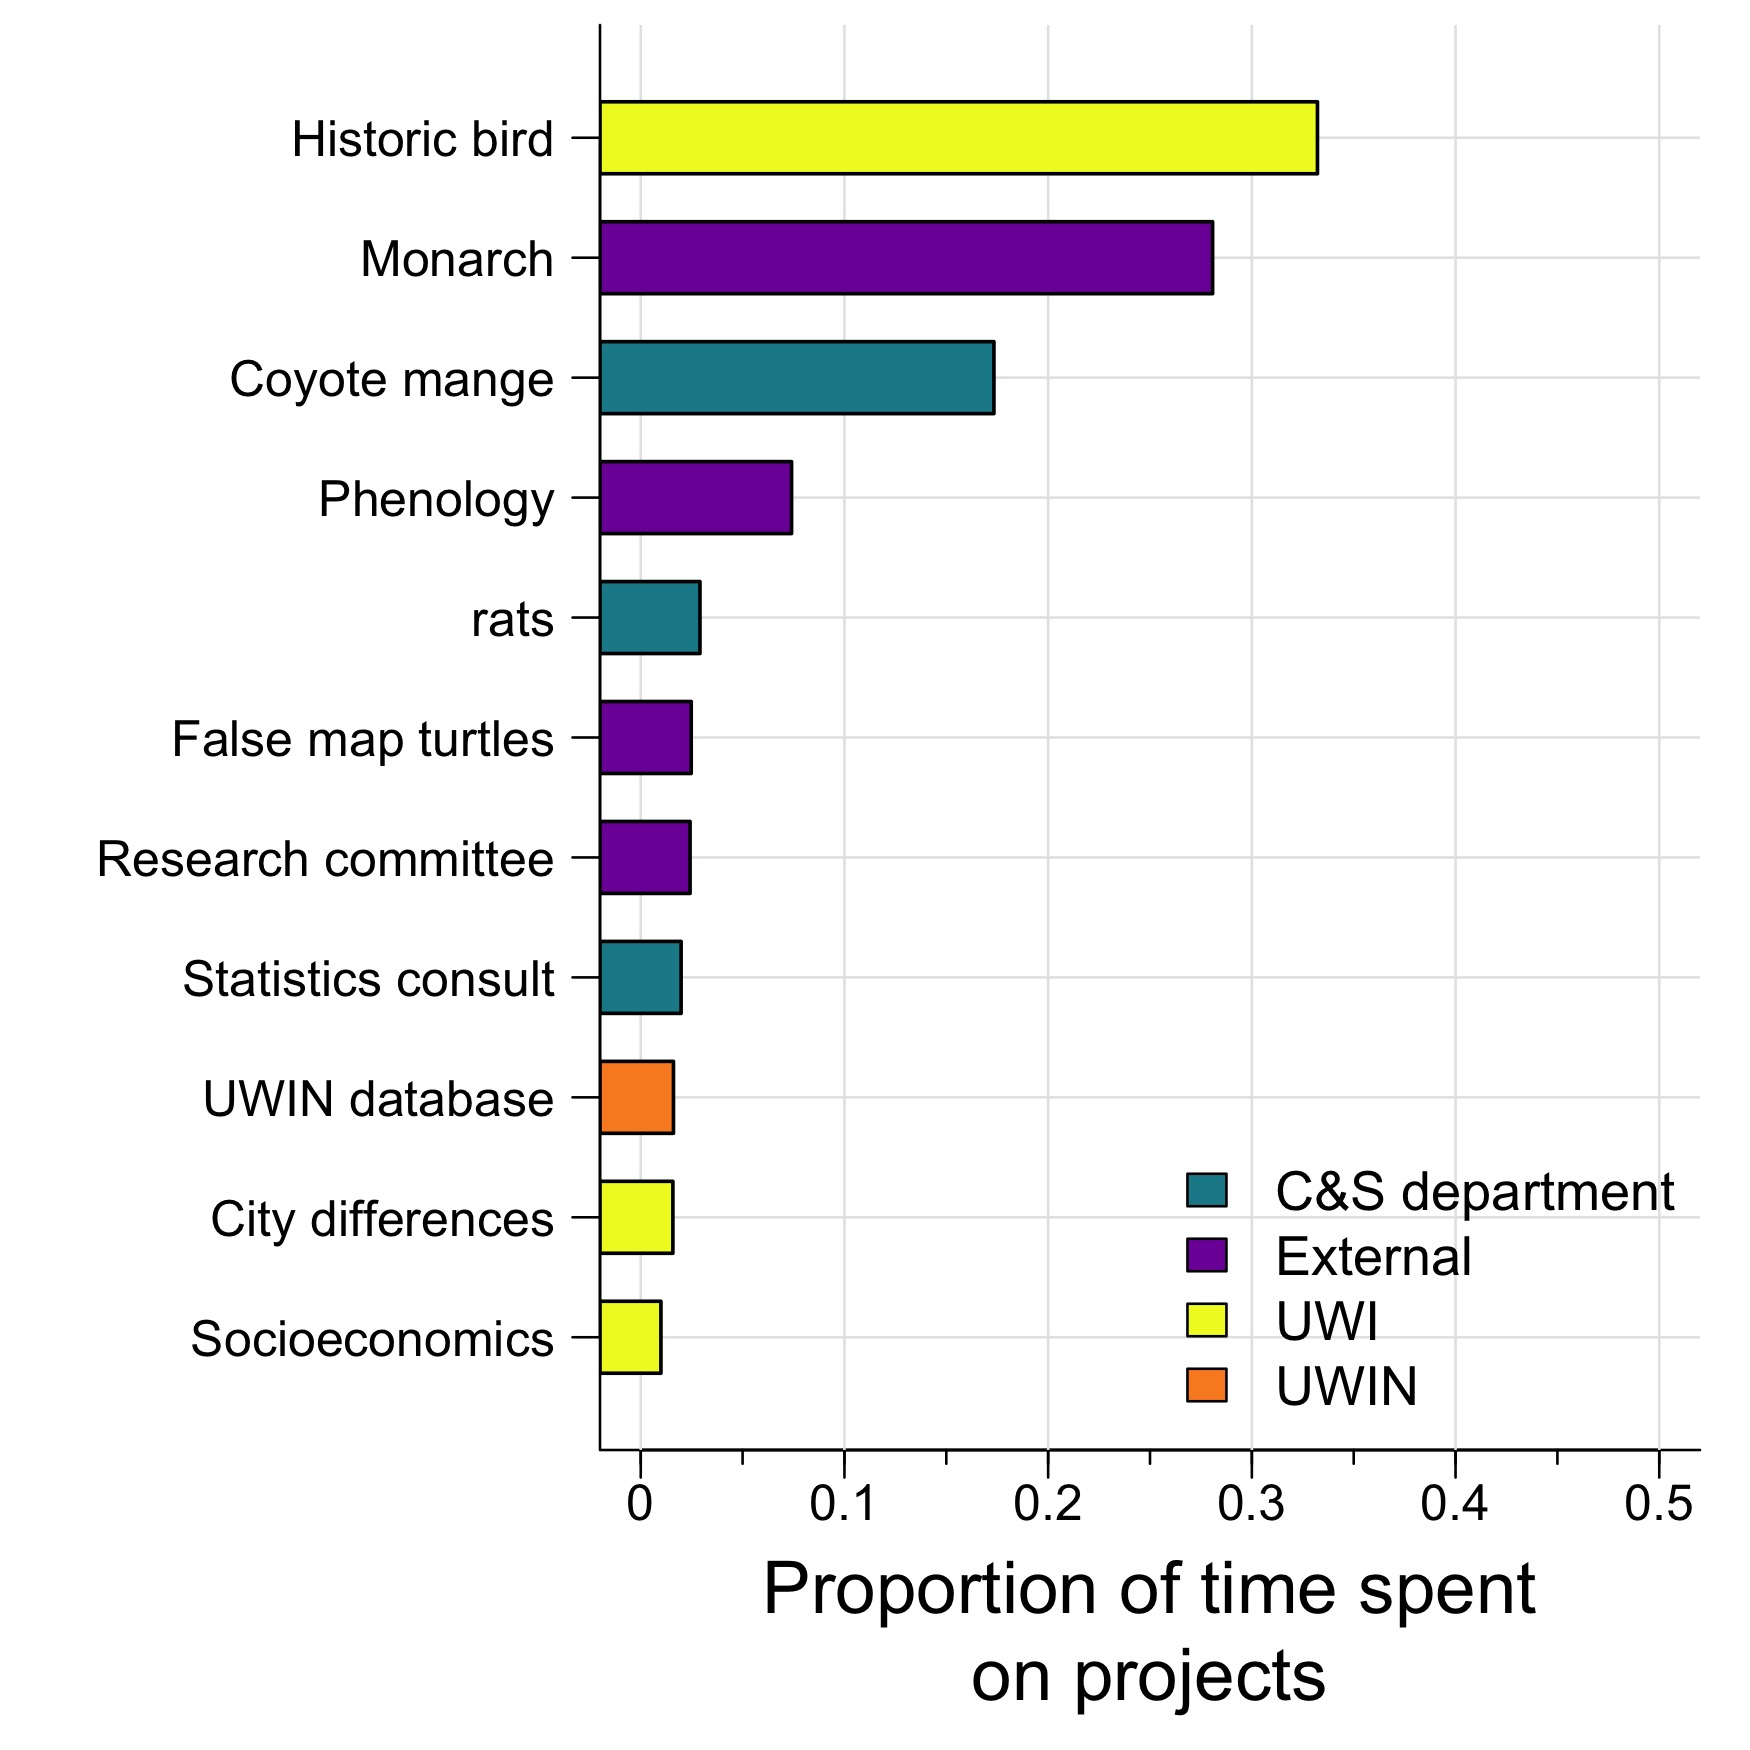 Historic bird
Monarch
Coyote mange
Phenology
rats
False map turtles
Research committee
Statistics consult
UWIN database
City differences
Socioeconomics
C&S department
External
UWI
UWIN
0 0.1 0.2 0.3 0.4 0.5
Proportion of time spent
on projects